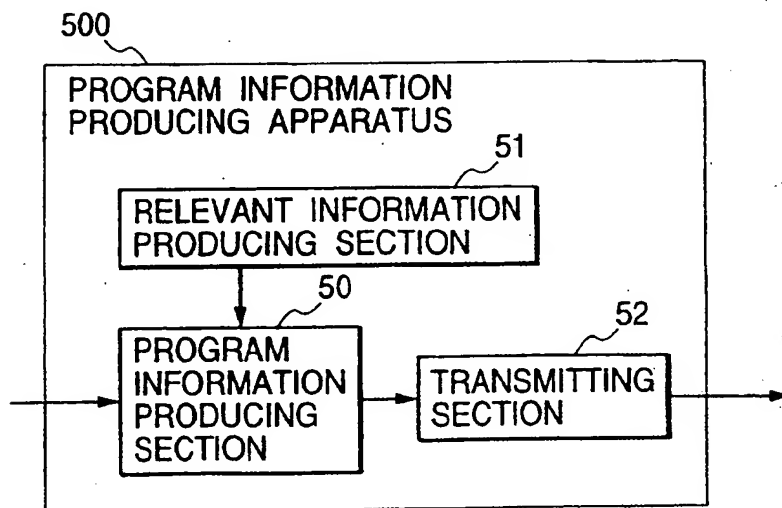 500
PROGRAM INFORMATION
PRODUCING APPARATUS
51
RELEVANT INFORMATION
PRODUCING SECTION
50
PROGRAM
INFORMATION
PRODUCING
SECTION
52
TRANSMITTING
SECTION